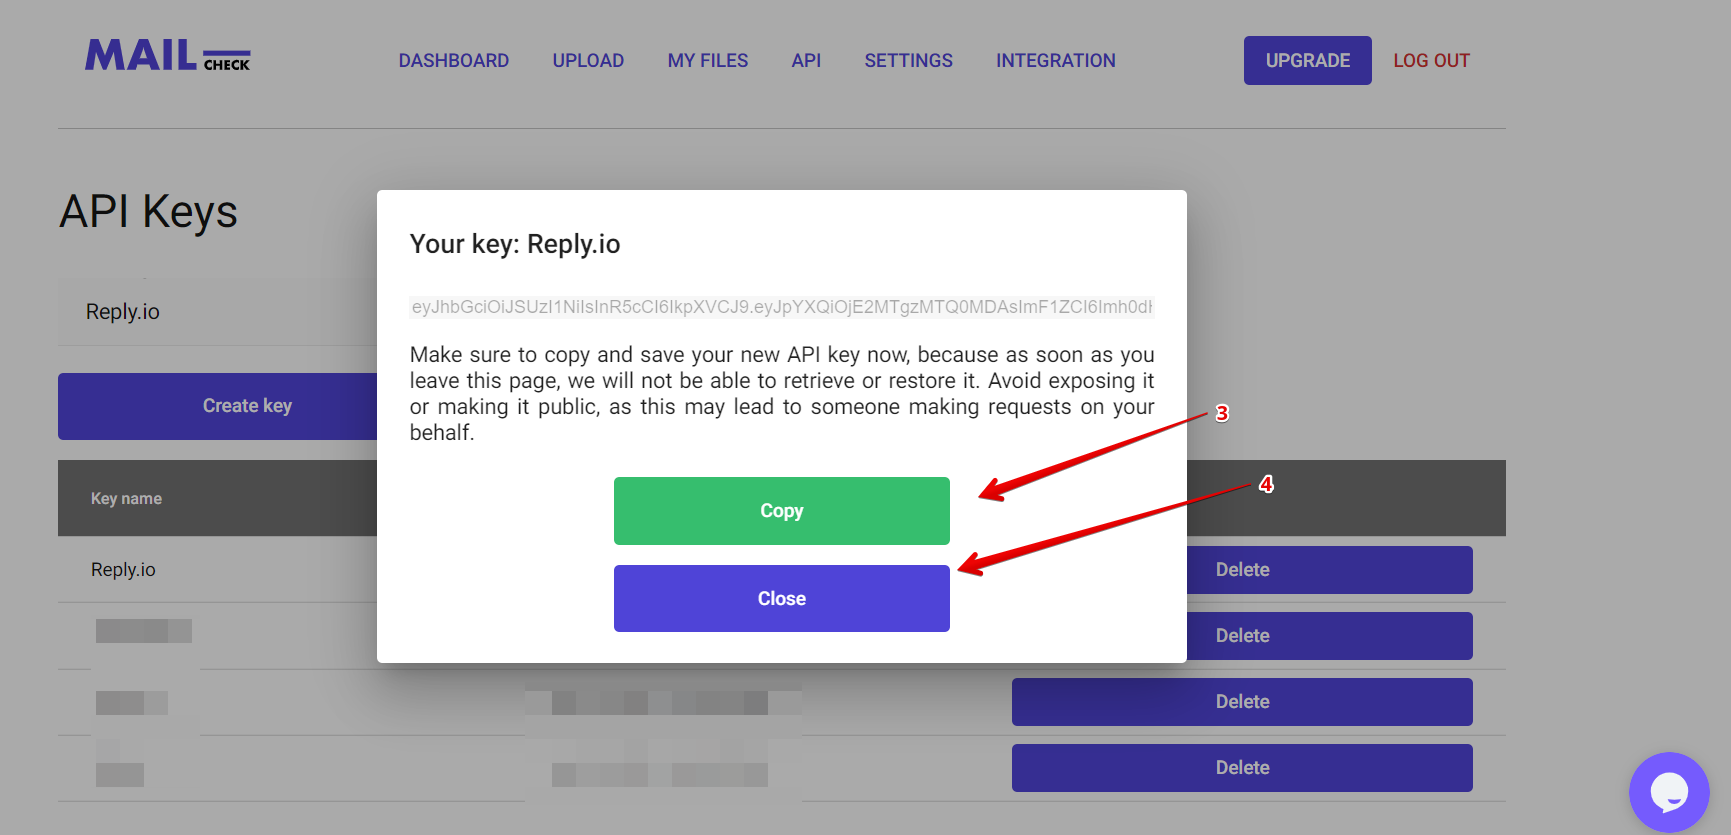 MAIL CHECK
DASHBOARD UPLOAD MY FILES API SETTINGS INTEGRATION UPGRADE LOG OUT
API Keys
Reply.io
Create key
Key name
Reply.io
Your key: Reply.io
eyJhbGciOiJSUzI1NiIsInR5cCI6IkpXVCJ9.eyJpYXQiOjE2MTgzMTQ0MDAsImF1ZCI6Imh0dH
Make sure to copy and save your new API key now, because as soon as you
leave this page, we will not be able to retrieve or restore it. Avoid exposing it
or making it public, as this may lead to someone making requests on your
behalf.
3
Copy
4
Close
Delete
Delete
Delete
Delete